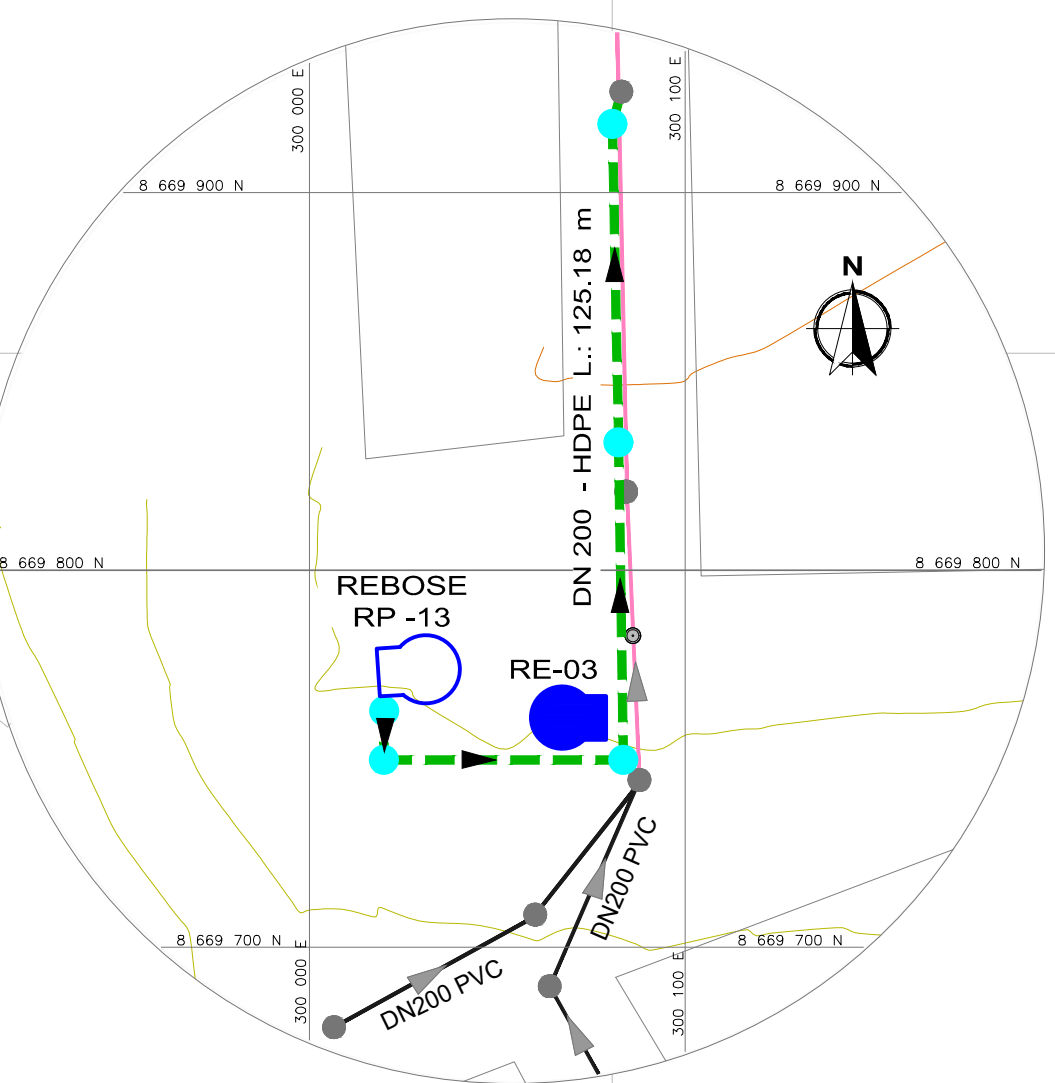 300 000 E
300 100 E
8 669 900 N
8 669 900 N
N
DN 200 - HDPE L.: 125.18 m
8 669 800 N
8 669 800 N
REBOSE
RP -13
RE-03
DN200 PVC
8 669 700 N
8 669 700 N
DN200 PVC
300 000 E
300 100 E